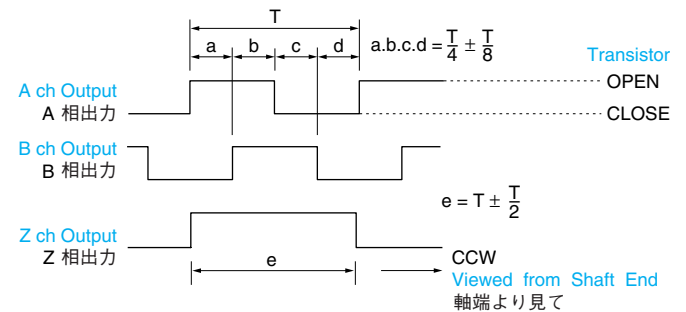 T
a b c d
a.b.c.d = T/4 ± T/8
Transistor
OPEN
A ch Output
A 相出力
CLOSE
B ch Output
B 相出力
e = T ± T/2
Z ch Output
Z 相出力
e
CCW
Viewed from Shaft End
軸端より見て